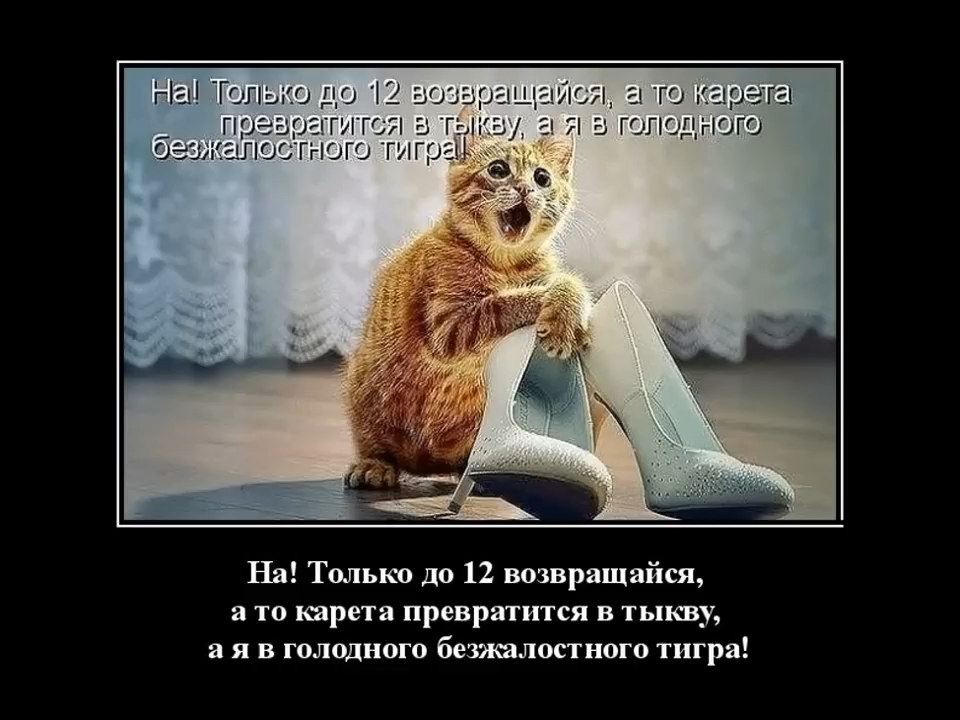 На! Только до 12 возвращайся, а то карета
превратится в тыкву, а я в голодного
безжалостного тигра!
На! Только до 12 возвращайся,
а то карета превратится в тыкву,
а я в голодного безжалостного тигра!